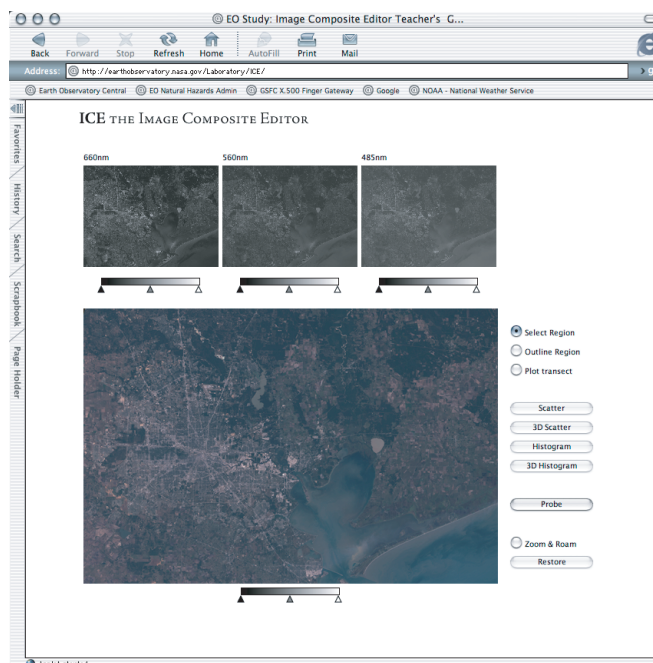 @ EO Study: Image Composite Editor Teacher's G...
Back Forward Stop Refresh Home AutoFill Print Mail
Address: @ http://earthobservatory.nasa.gov/Laboratory/ICE/
@ Earth Observatory Central @ EO Natural Hazards Admin @ GSFC X.500 Finger Gateway @ Google @ NOAA - National Weather Service
Favorites
History
Search
Scrapbook
Page Holder
ICE THE IMAGE COMPOSITE EDITOR
660nm 560nm 485nm
Select Region
Outline Region
Plot transect
Scatter
3D Scatter
Histogram
3D Histogram
Probe
Zoom & Roam
Restore